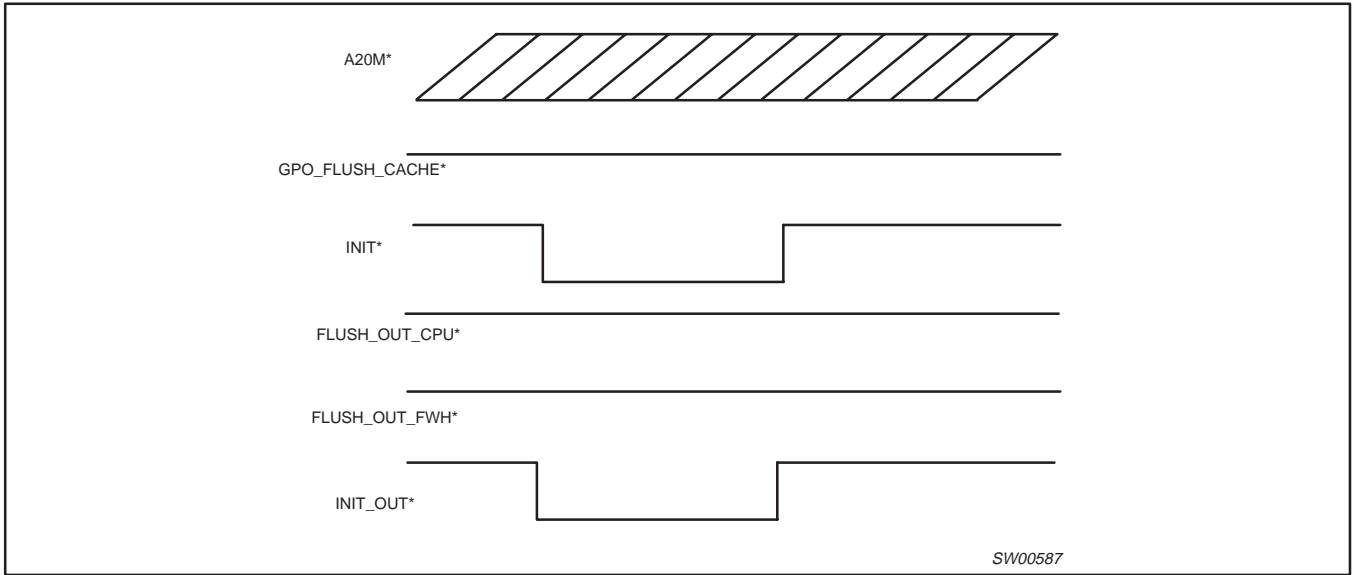 A20M*
GPO_FLUSH_CACHE*
INIT*
FLUSH_OUT_CPU*
FLUSH_OUT_FWH*
INIT_OUT*
SW00587